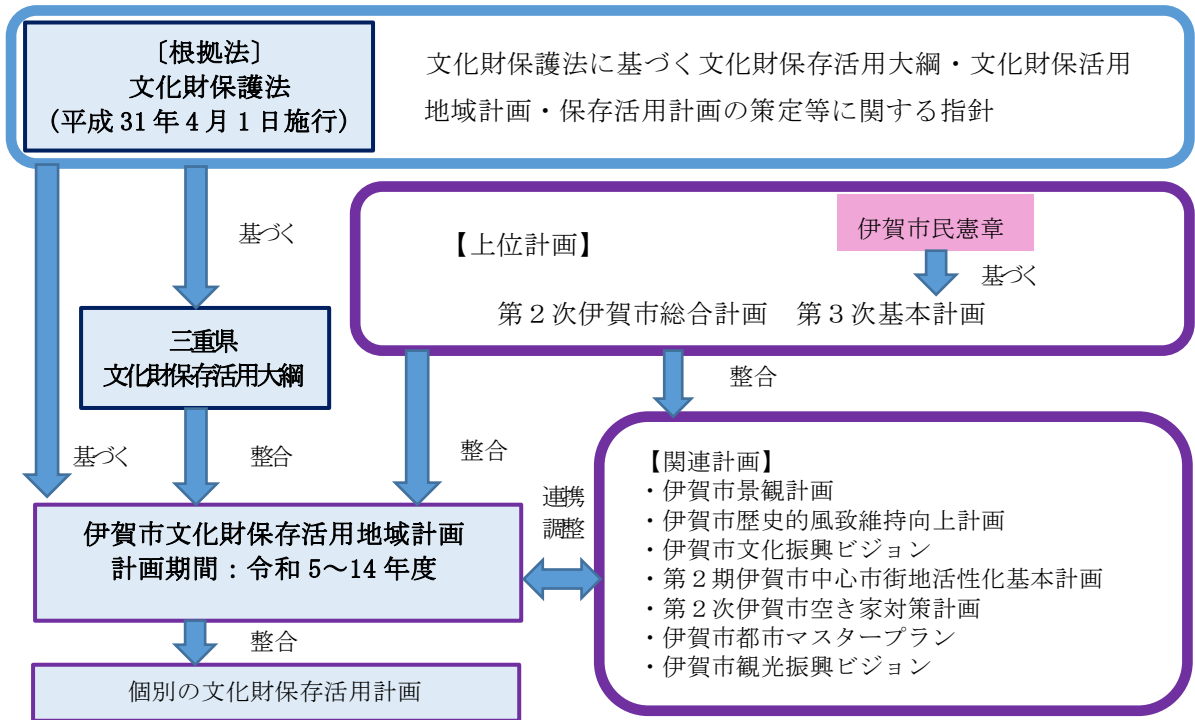 〔根拠法〕
文化財保護法
(平成 31 年 4 月 1 日施行)
文化財保護法に基づく文化財保存活用大綱・文化財保活用
地域計画・保存活用計画の策定等に関する指針
基づく
【上位計画】
伊賀市民憲章
基づく
第２次伊賀市総合計画　第３次基本計画
三重県
文化財保存活用大綱
整合
基づく
整合
整合
連携
調整
【関連計画】
・伊賀市景観計画
・伊賀市歴史的風致維持向上計画
・伊賀市文化振興ビジョン
・第２期伊賀市中心市街地活性化基本計画
・第２次伊賀市空き家対策計画
・伊賀市都市マスタープラン
・伊賀市観光振興ビジョン
伊賀市文化財保存活用地域計画
計画期間：令和 5～14 年度
整合
個別の文化財保存活用計画